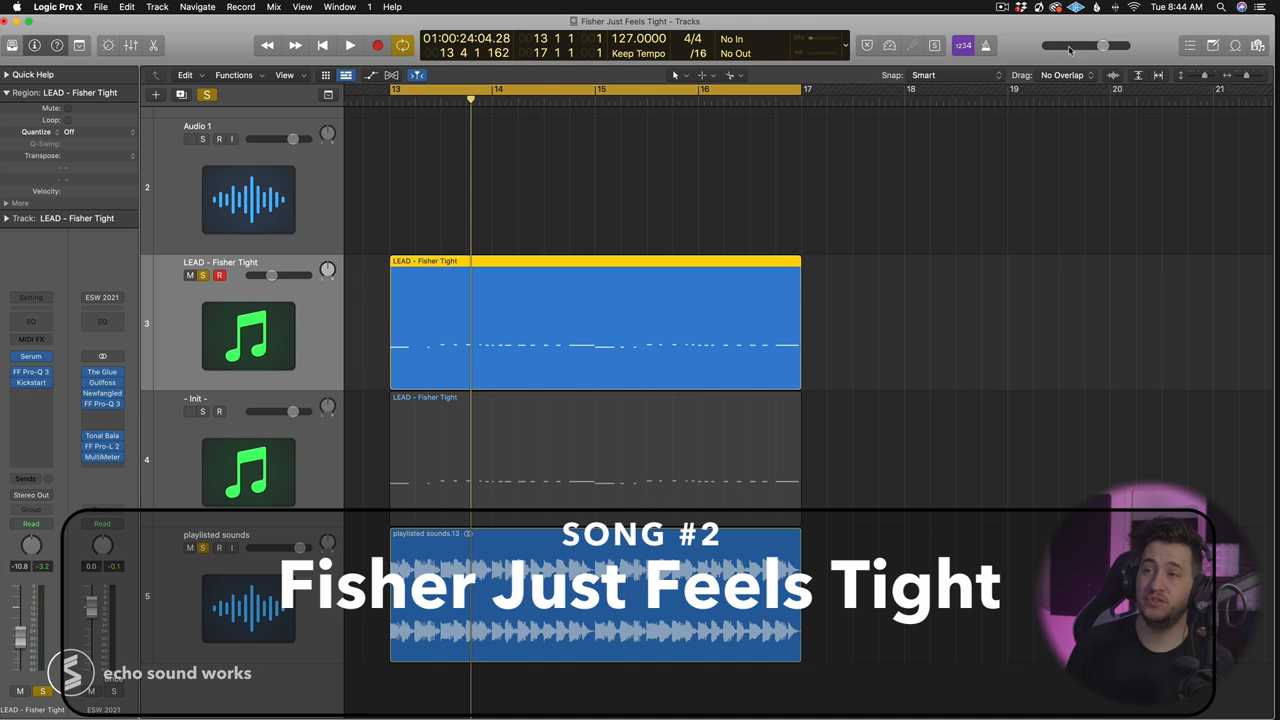 Logic Pro X File Edit Track Navigate Record Mix View Window 1 Help
Tue 8:44 AM
Fisher Just Feels Tight - Tracks
01:00:24:04.28 13 1 1 127.0000 4/4 No In
13 4 1 162 17 1 1 Keep Tempo /16 No Out
CPU
S
1234
Quick Help
Edit Functions View
Snap: Smart Drag: No Overlap
Region: LEAD - Fisher Tight
S
13 14 15 16 17 18 19 20 21
Mute:
Loop:
Quantize Off
Q-Swing:
Transpose:
Velocity:
More
Track: LEAD - Fisher Tight
Audio 1
S R I
2
LEAD - Fisher Tight
M S R
3
LEAD - Fisher Tight
- Init -
S R
4
LEAD - Fisher Tight
playlisted sounds
M S R I
5
playlisted sounds.13
Setting ESW 2021
EQ EQ
MIDI FX
Serum
FF Pro-Q 3 The Glue
Kickstart Gullfoss
Newfangled
FF Pro-Q 3
Tonal Bala
FF Pro-L 2
MultiMeter
Sends
Stereo Out
Group
Read Read
-10.8 -3.2 0.0 -0.1
M S M S
LEAD - Fisher Tight ESW 2021
SONG #2
Fisher Just Feels Tight
echo sound works